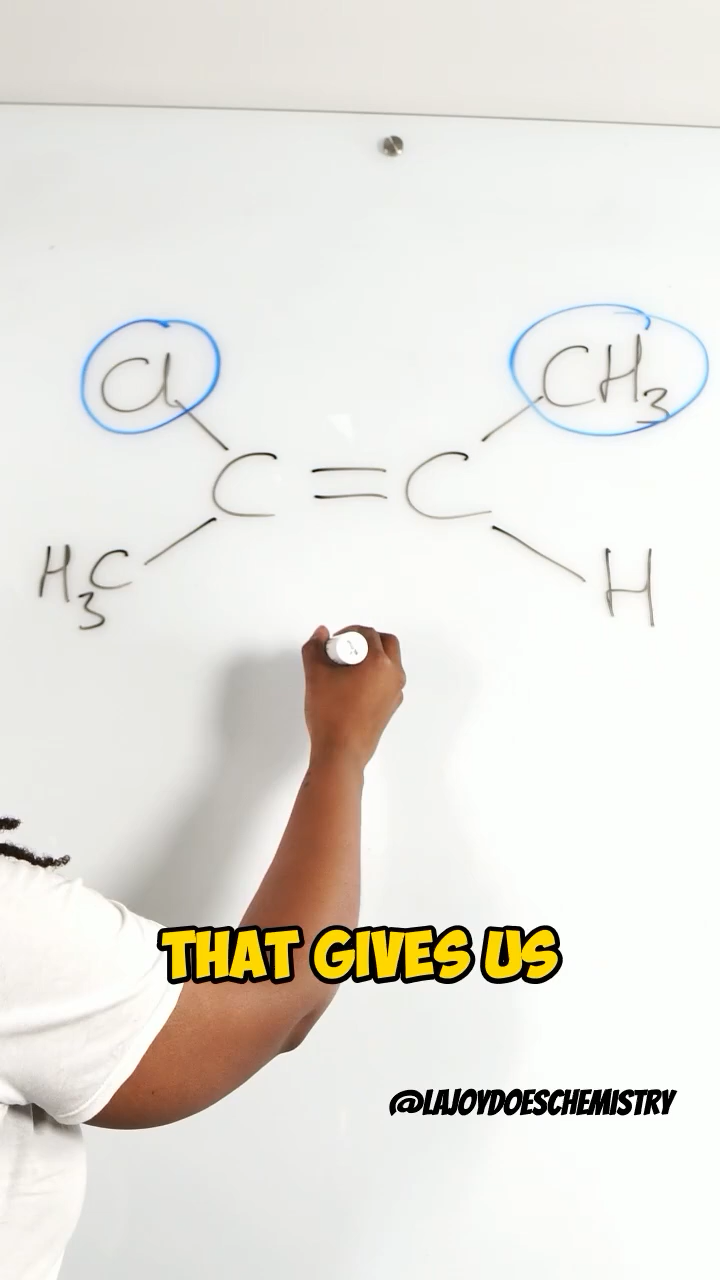 Cl CH₃
C = C
H₃C H
THAT GIVES US
@LAJOYDOESCHEMISTRY